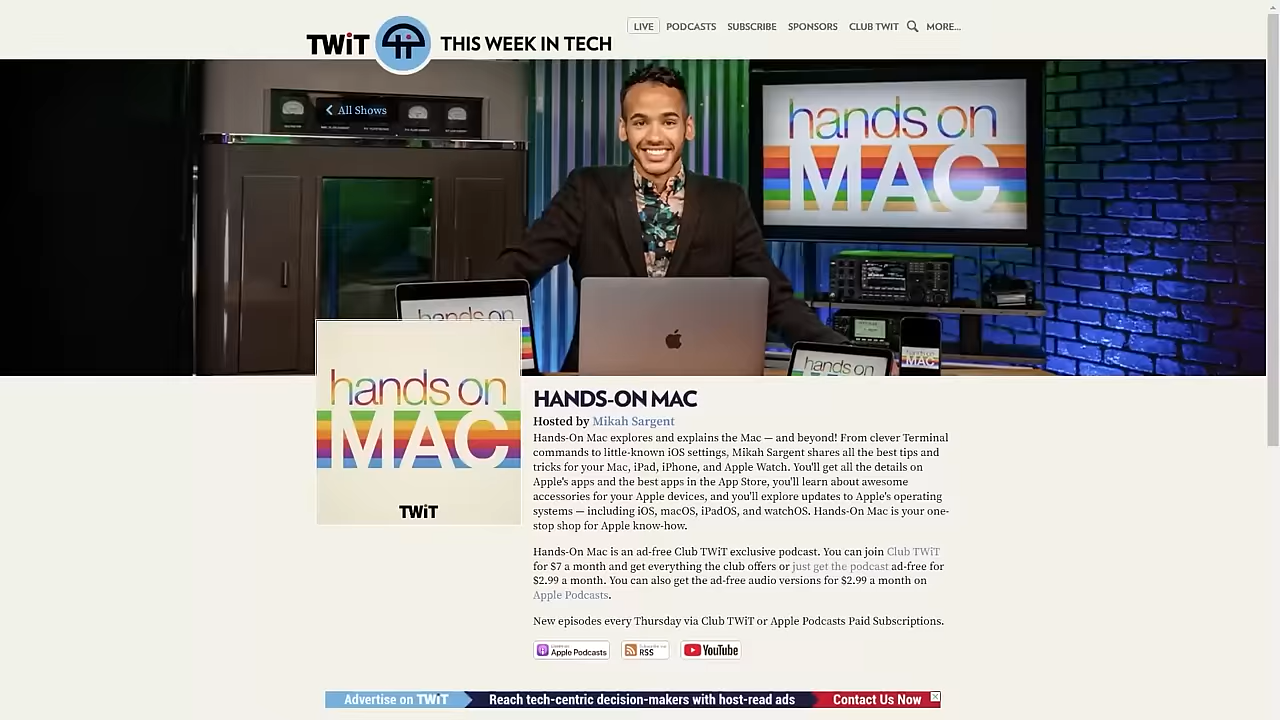 TWiT
THIS WEEK IN TECH
LIVE
PODCASTS
SUBSCRIBE
SPONSORS
CLUB TWIT
MORE...
All Shows
hands on
MAC
hands on
hands on
hands on
MAC
hands on
MAC
TWiT
HANDS-ON MAC
Hosted by Mikah Sargent
Hands-On Mac explores and explains the Mac — and beyond! From clever Terminal
commands to little-known iOS settings, Mikah Sargent shares all the best tips and
tricks for your Mac, iPad, iPhone, and Apple Watch. You'll get all the details on
Apple's apps and the best apps in the App Store, you'll learn about awesome
accessories for your Apple devices, and you'll explore updates to Apple's operating
systems — including iOS, macOS, iPadOS, and watchOS. Hands-On Mac is your one-
stop shop for Apple know-how.
Hands-On Mac is an ad-free Club TWiT exclusive podcast. You can join Club TWiT
for $7 a month and get everything the club offers or just get the podcast ad-free for
$2.99 a month. You can also get the ad-free audio versions for $2.99 a month on
Apple Podcasts.
New episodes every Thursday via Club TWiT or Apple Podcasts Paid Subscriptions.
Apple Podcasts
RSS
YouTube
Advertise on TWiT
Reach tech-centric decision-makers with host-read ads
Contact Us Now